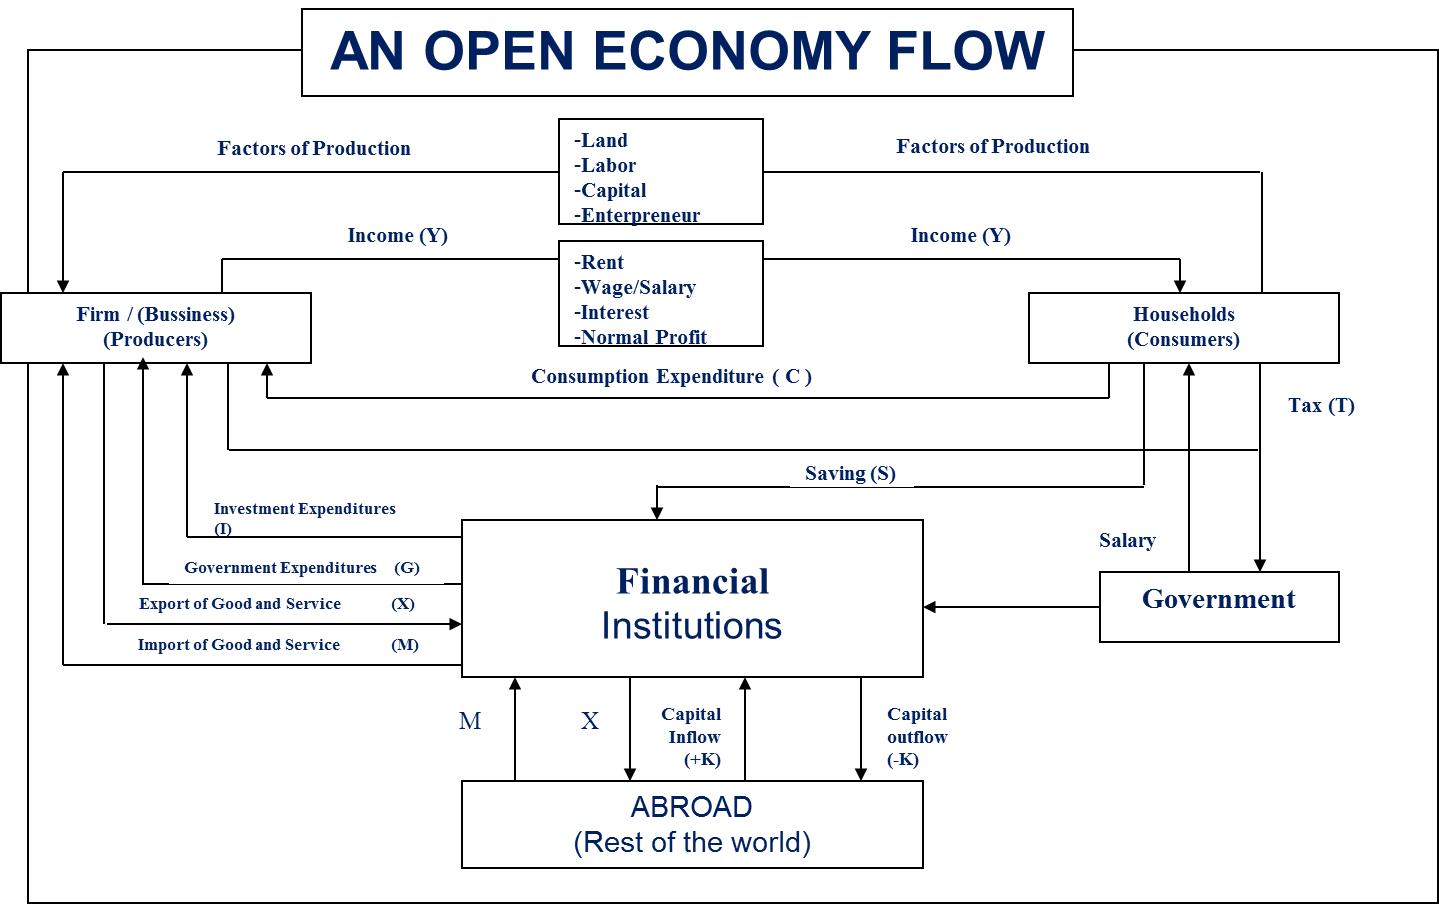 AN OPEN ECONOMY FLOW
Factors of Production
-Land
-Labor
-Capital
-Enterpreneur
Factors of Production
Income (Y)
-Rent
-Wage/Salary
-Interest
-Normal Profit
Income (Y)
Firm / (Bussiness)
(Producers)
Households
(Consumers)
Consumption Expenditure ( C )
Tax (T)
Saving (S)
Investment Expenditures
(I)
Government Expenditures (G)
Export of Good and Service (X)
Import of Good and Service (M)
Financial
Institutions
Salary
Government
M
X
Capital
Inflow
(+K)
Capital
outflow
(-K)
ABROAD
(Rest of the world)